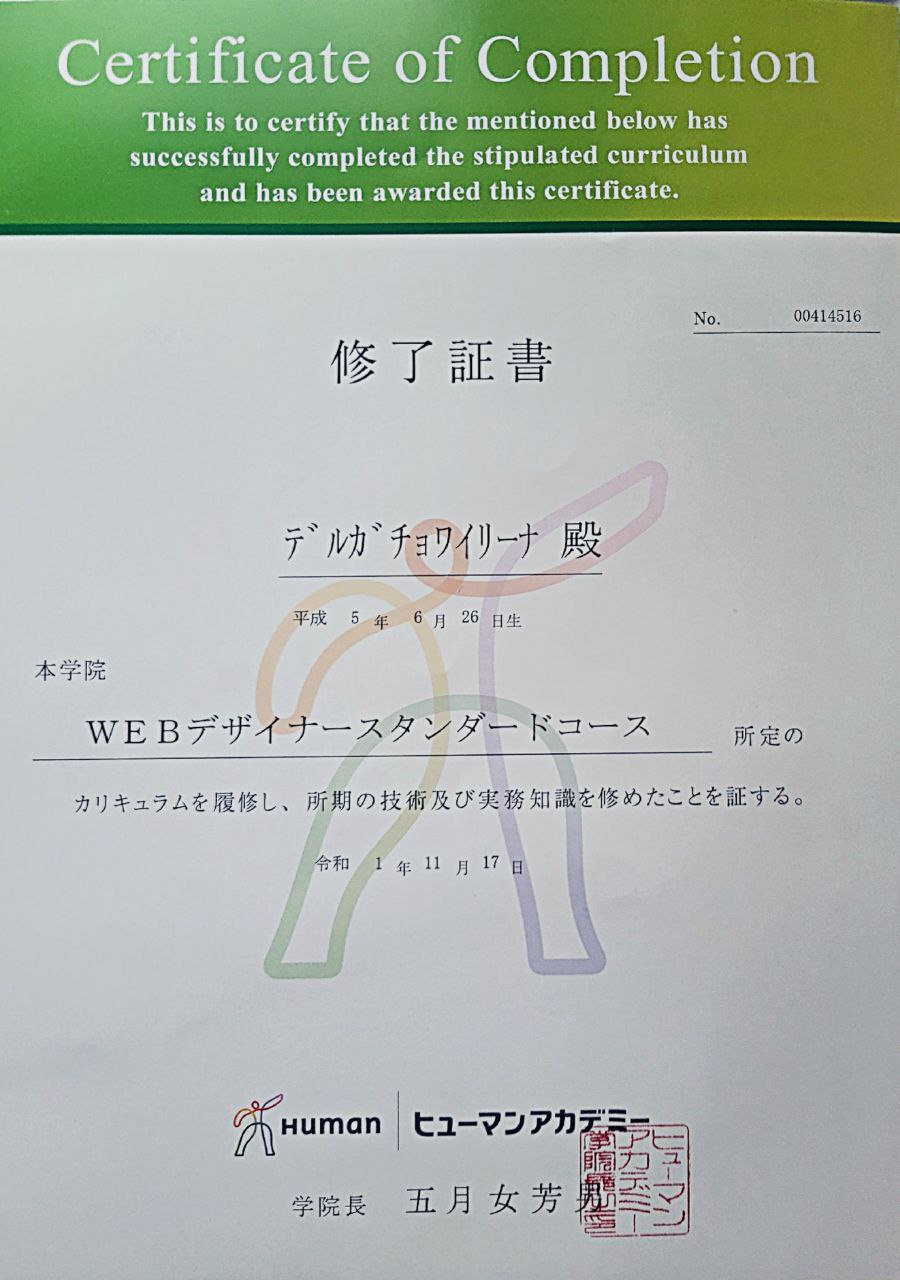 Certificate of Completion
This is to certify that the mentioned below has
successfully completed the stipulated curriculum
and has been awarded this certificate.
No. 00414516
修了証書
デルガチョワイリーナ 殿
平成 5 年 6 月 26 日生
本学院
WEBデザイナースタンダードコース 所定の
カリキュラムを履修し、所期の技術及び実務知識を修めたことを証する。
令和 1 年 11 月 17 日
Human ヒューマンアカデミー
学院長 五月女芳男
ヒューマン
アカデミー